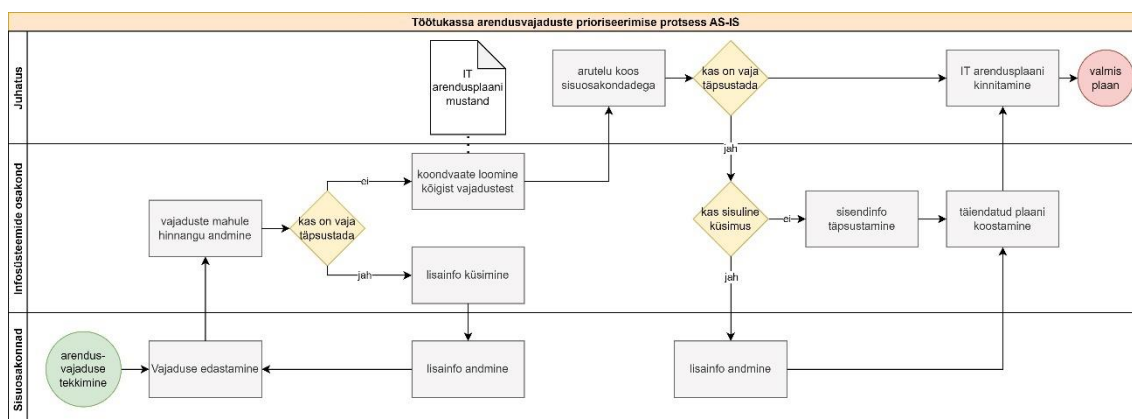 Töötukassa arendusvajaduste prioriseerimise protsess AS-IS
Juhatus
IT
arendusplaani
mustand
arutelu koos
sisuosakondadega
kas on vaja
täpsustada
IT arendusplaani
kinnitamine
valmis
plaan
jah
Infosüsteemide osakond
vajaduste mahule
hinnangu andmine
kas on vaja
täpsustada
ei
koondvaate loomine
kõigist vajadustest
jah
lisainfo küsimine
kas sisuline
küsimus
ei
sisendinfo
täpsustamine
täiendatud plaani
koostamine
jah
Sisuosakonnad
arendus-
vajaduse
tekkimine
Vajaduse edastamine
lisainfo andmine
lisainfo andmine